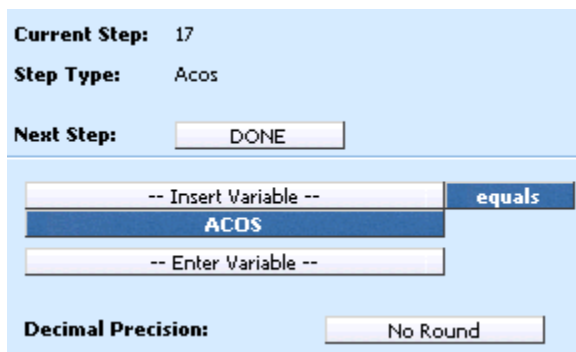 Current Step: 17
Step Type: Acos
Next Step: DONE
-- Insert Variable -- equals
ACOS
-- Enter Variable --
Decimal Precision: No Round